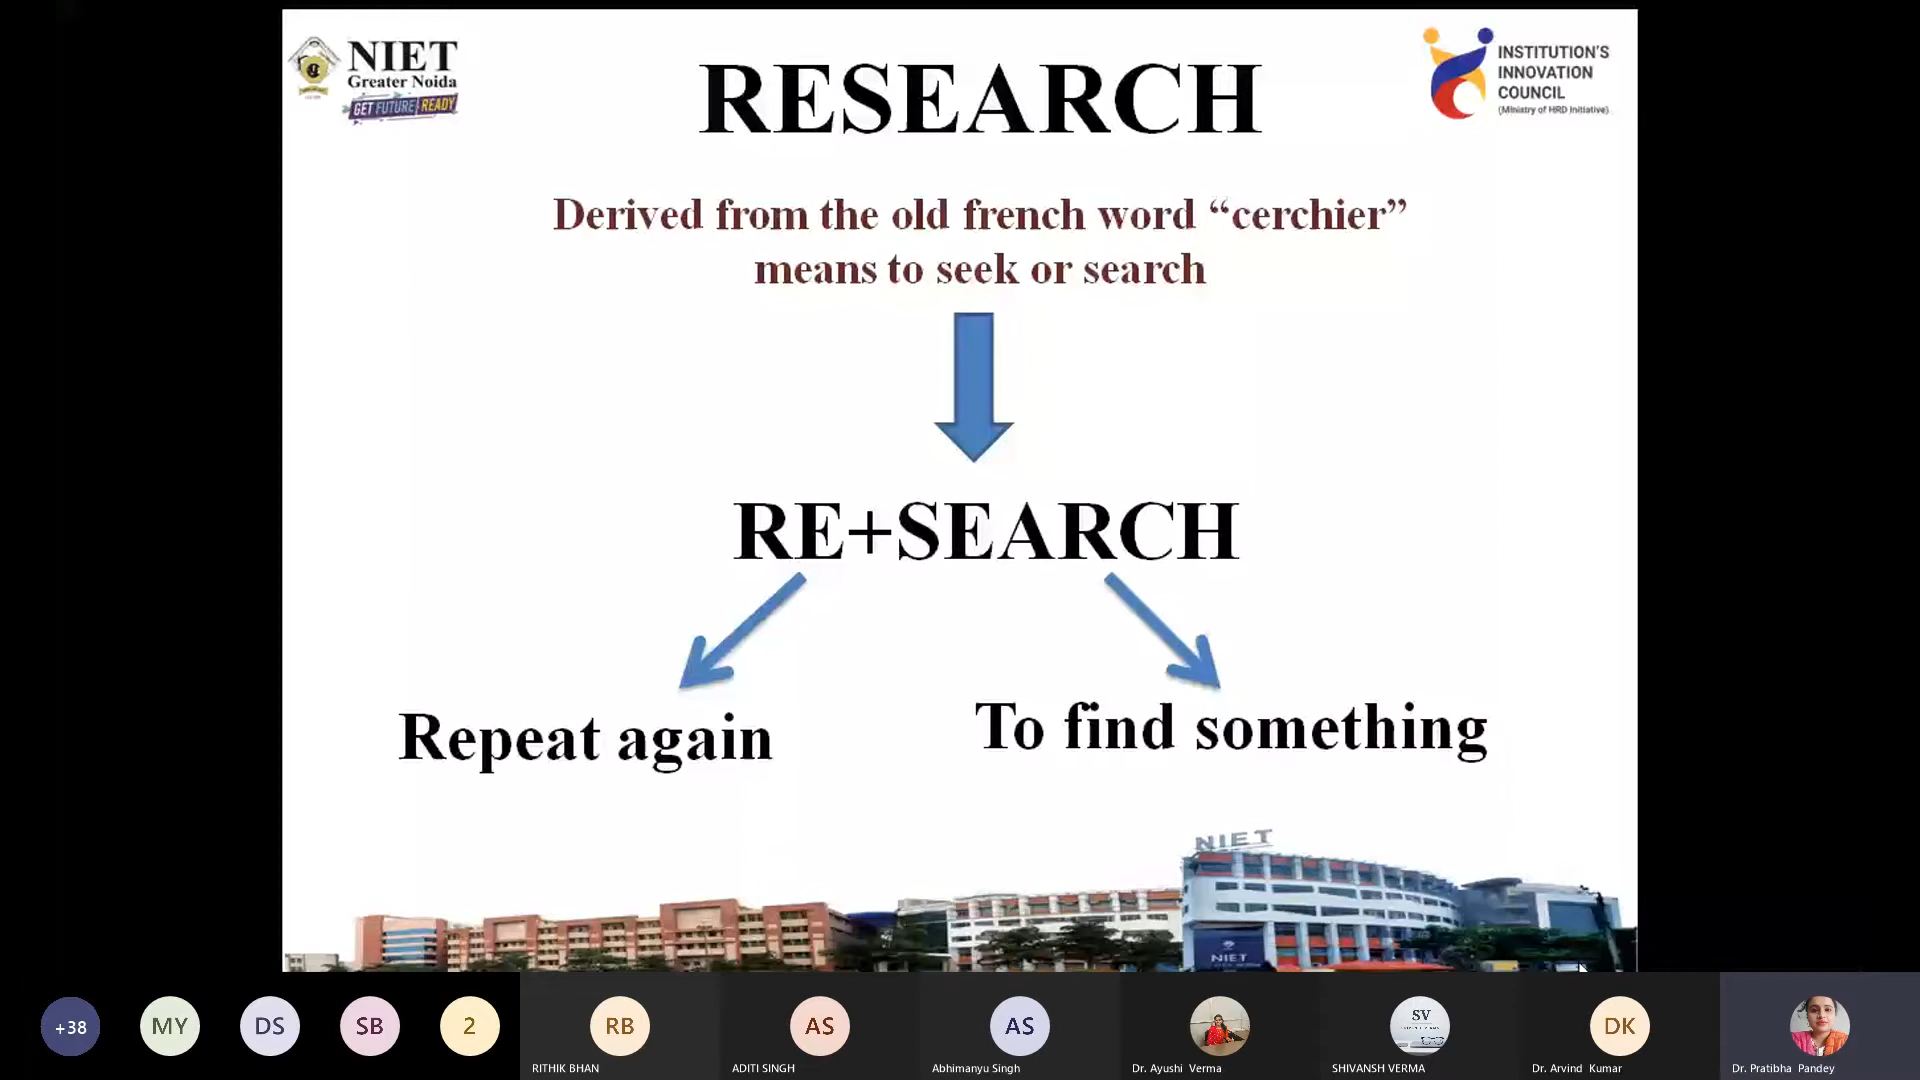 NIET
Greater Noida
GET FUTURE READY
RESEARCH
INSTITUTION'S
INNOVATION
COUNCIL
(Ministry of HRD Initiative)
Derived from the old french word “cerchier”
means to seek or search
RE+SEARCH
Repeat again
To find something
NIET
NIET
+38
MY
DS
SB
2
RB
AS
AS
SV
DK
RITHIK BHAN
ADITI SINGH
Abhimanyu Singh
Dr. Ayushi Verma
SHIVANSH VERMA
Dr. Arvind Kumar
Dr. Pratibha Pandey